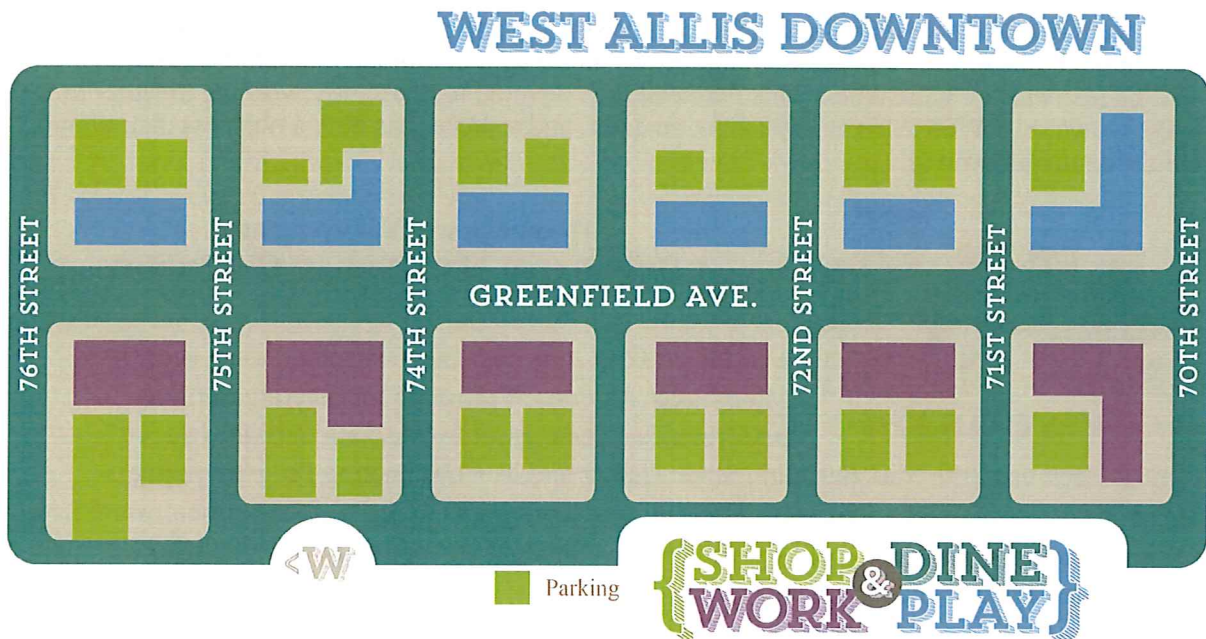 WEST ALLIS DOWNTOWN
76TH STREET
75TH STREET
74TH STREET
GREENFIELD AVE.
72ND STREET
71ST STREET
70TH STREET
<W
Parking
{SHOP & DINE
WORK PLAY}